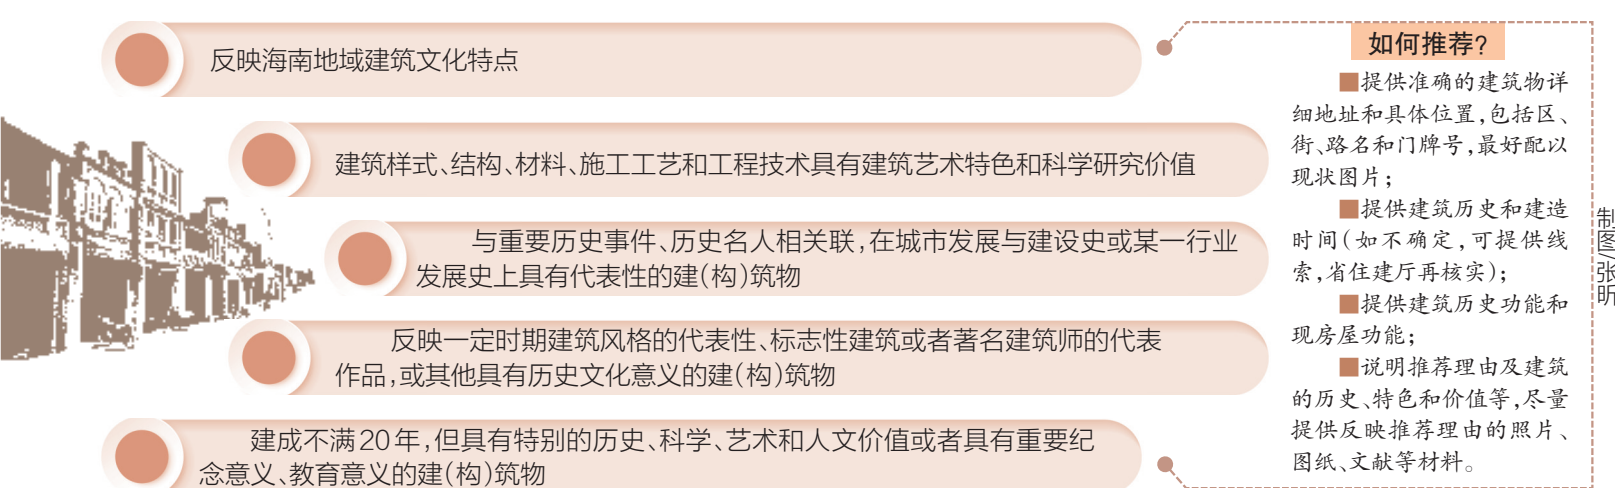 反映海南地域建筑文化特点
建筑样式、结构、材料、施工工艺和工程技术具有建筑艺术特色和科学研究价值
与重要历史事件、历史名人相关联,在城市发展与建设史或某一行业
发展史上具有代表性的建(构)筑物
反映一定时期建筑风格的代表性、标志性建筑或者著名建筑师的代表
作品,或其他具有历史文化意义的建(构)筑物
建成不满20年,但具有特别的历史、科学、艺术和人文价值或者具有重要纪
念意义、教育意义的建(构)筑物
如何推荐?
■提供准确的建筑物详
细地址和具体位置,包括区、
街、路名和门牌号,最好配以
现状图片;
■提供建筑历史和建造
时间(如不确定,可提供线
索,省住建厅再核实);
■提供建筑历史功能和
现房屋功能;
■说明推荐理由及建筑
的历史、特色和价值等,尽量
提供反映推荐理由的照片、
图纸、文献等材料。
制图/张昕